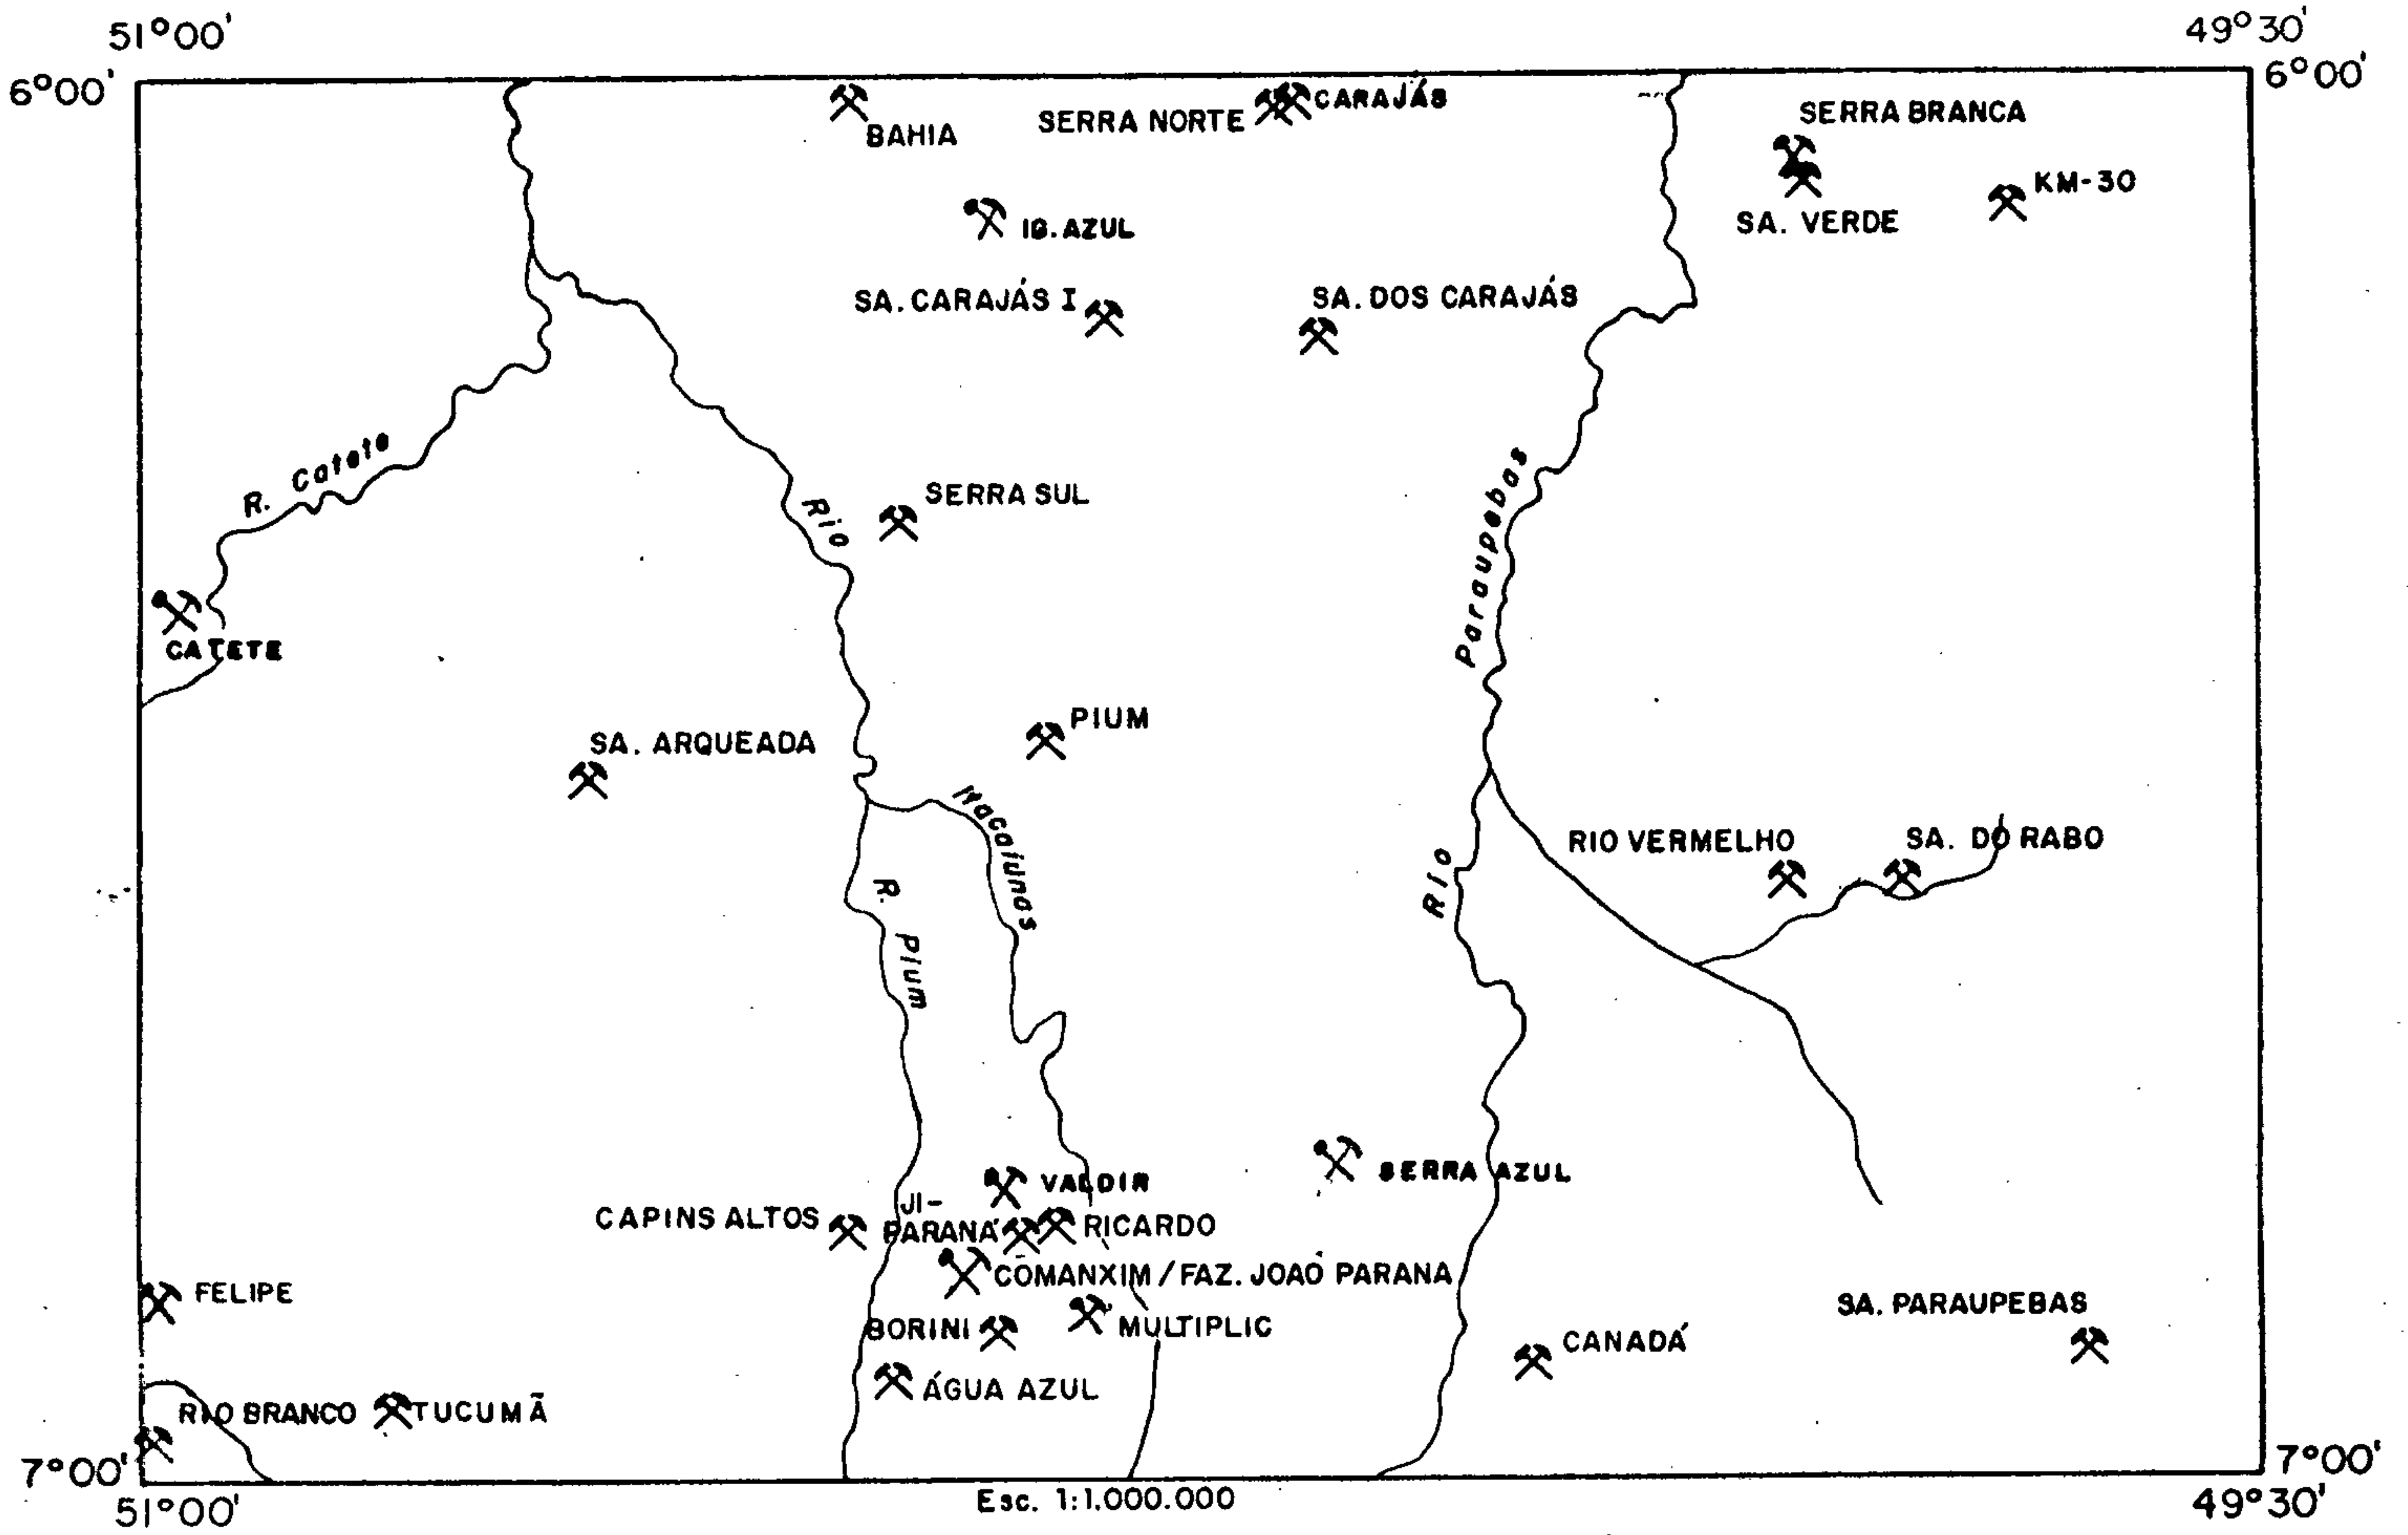 51°00'
49°30'
6°00'
6°00'
BAHIA
SERRA NORTE
CARAJÁS
SERRA BRANCA
KM-30
SA. VERDE
IG. AZUL
SA. CARAJÁS I
SA. DOS CARAJÁS
R. Catete
SERRA SUL
Rio
Paraupebas
CATETE
PIUM
SA. ARQUEADA
Itacaiunas
RIO VERMELHO
SA. DO RABO
R. Pium
Rio
SERRA AZUL
VALDIR
CAPINS ALTOS
JI-
PARANÁ
RICARDO
COMANXIM / FAZ. JOAO PARANA
FELIPE
SA. PARAUPEBAS
BORINI
MULTIPLIC
CANADÁ
ÁGUA AZUL
RIO BRANCO
TUCUMÃ
7°00'
7°00'
51°00'
Esc. 1:1.000.000
49°30'